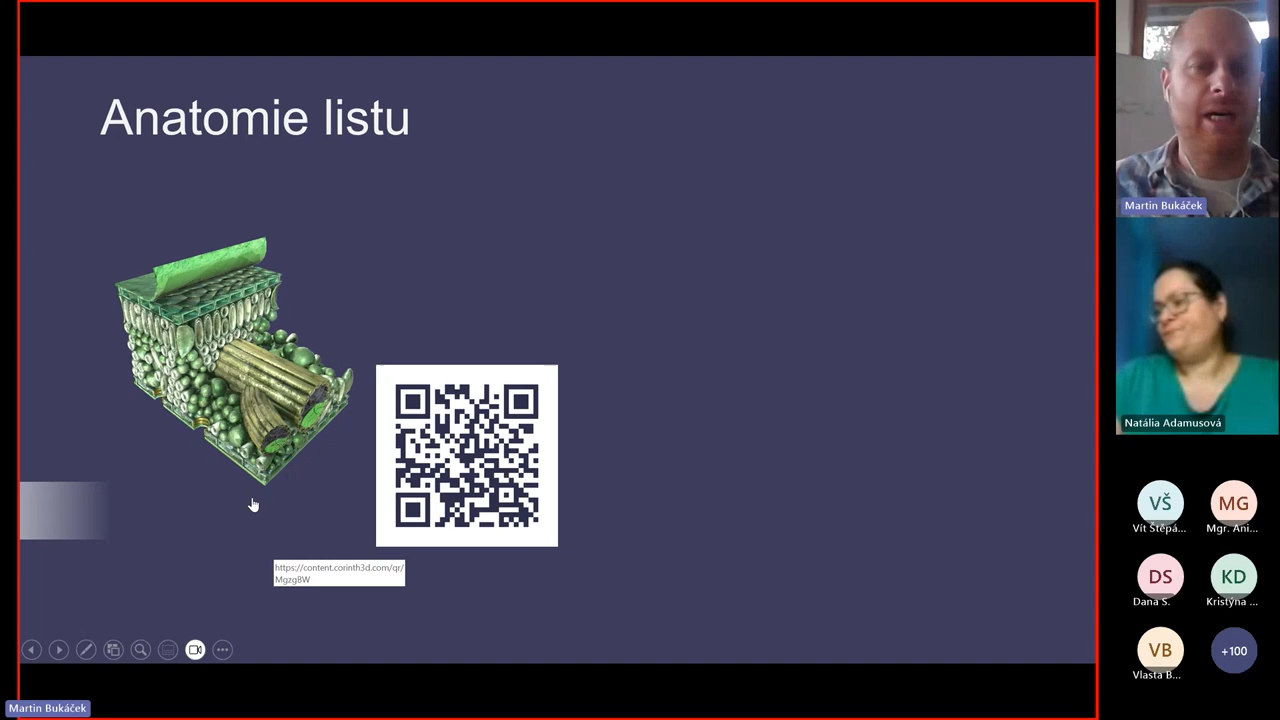 Anatomie listu
https://content.corinth3d.com/qr/
MgzgBW
Martin Bukáček
Natália Adamusová
VŠ
MG
Vít Štěpá...
Mgr. Ani...
DS
KD
Dana S.
Kristýna ...
VB
+100
Vlasta B...
Martin Bukáček